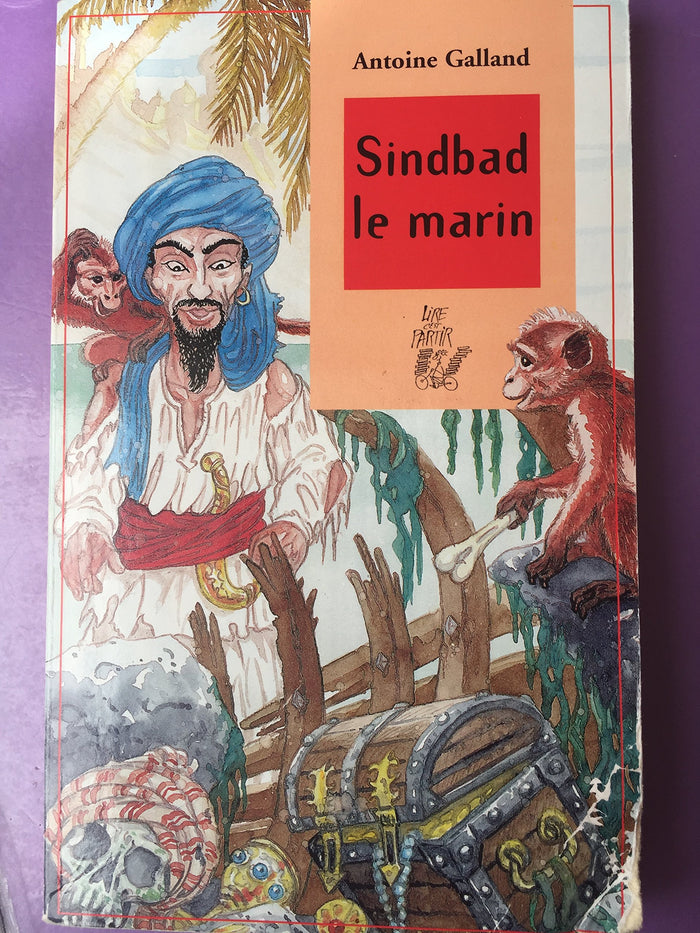 Antoine Galland
Sindbad
le marin
LIRE
C'EST
PARTIR